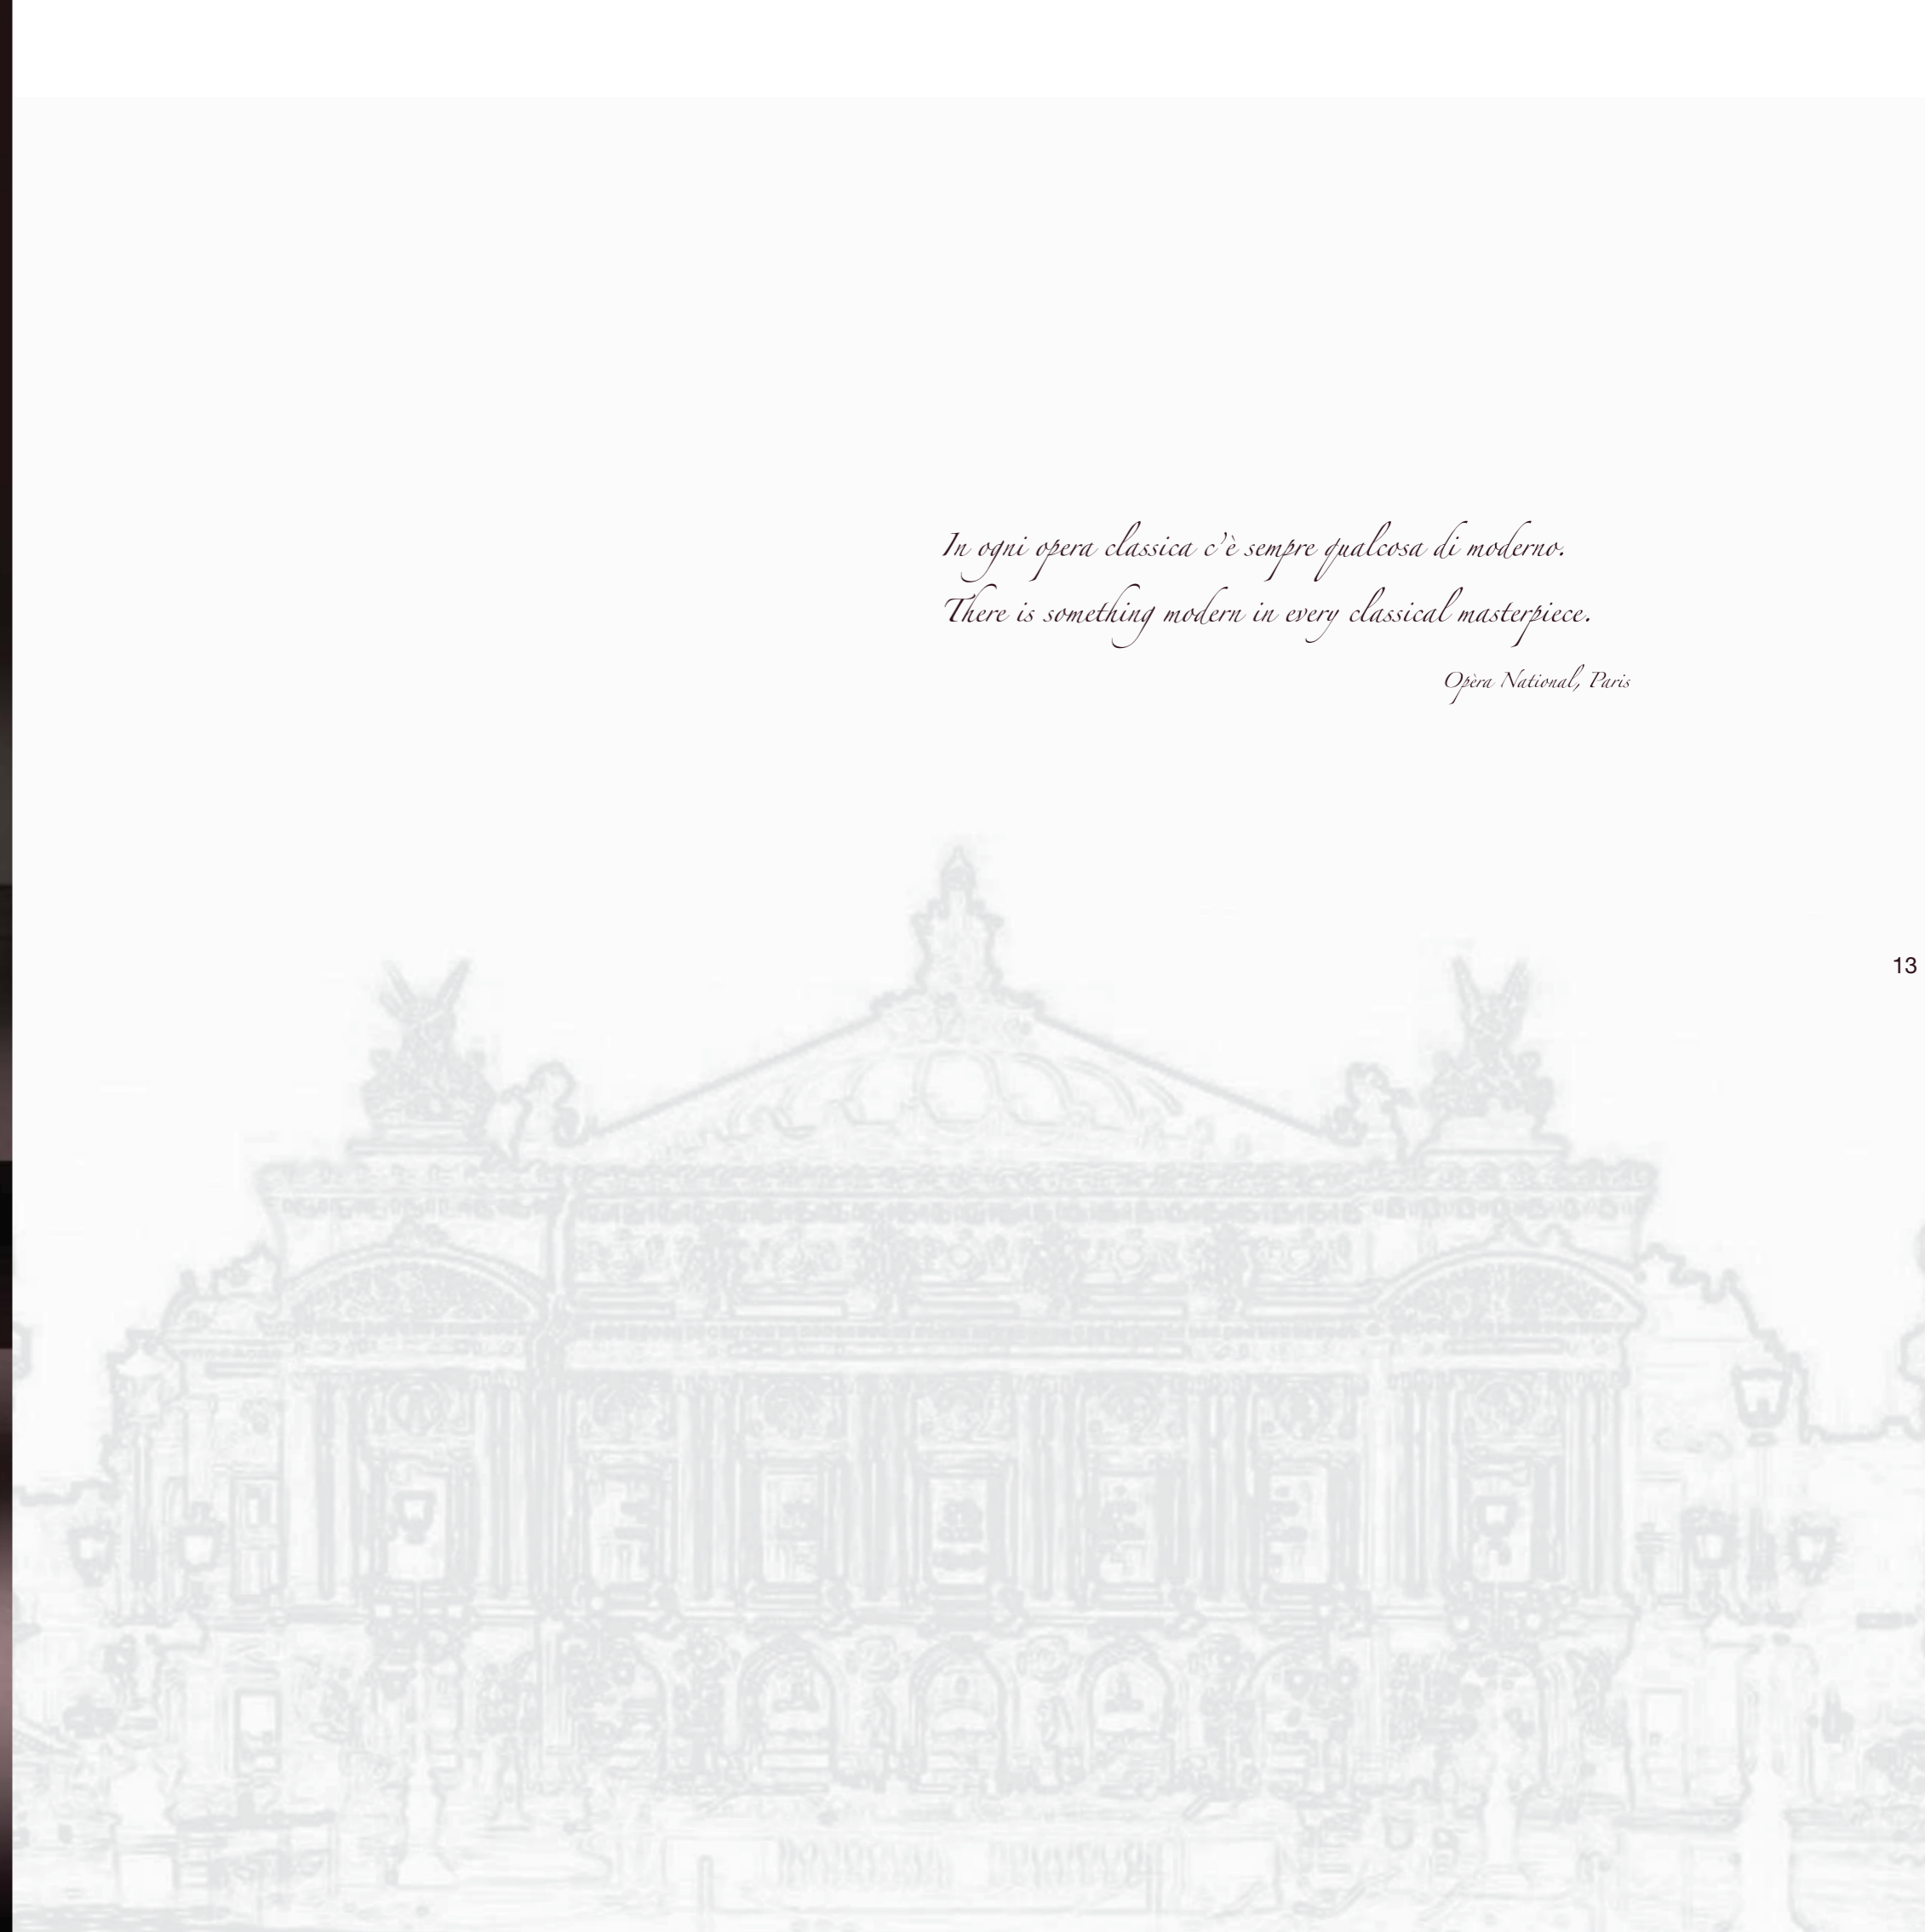 In ogni opera classica c'è sempre qualcosa di moderno.
There is something modern in every classical masterpiece.
Opèra National, Paris
13